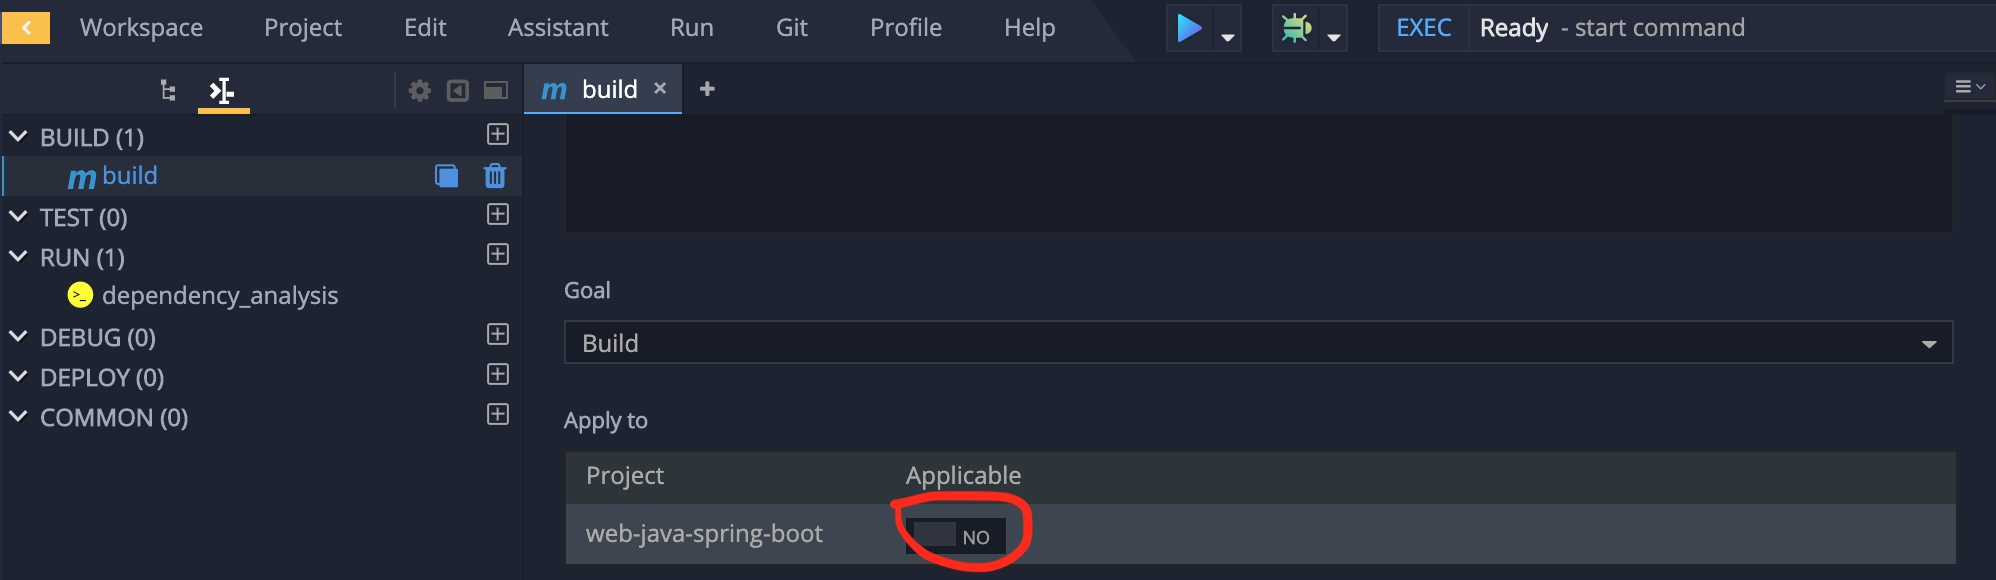 Workspace Project Edit Assistant Run Git Profile Help EXEC Ready - start command
m build × +
BUILD (1)
m build
TEST (0)
RUN (1)
>_ dependency_analysis
DEBUG (0)
DEPLOY (0)
COMMON (0)
Goal
Build
Apply to
Project Applicable
web-java-spring-boot NO